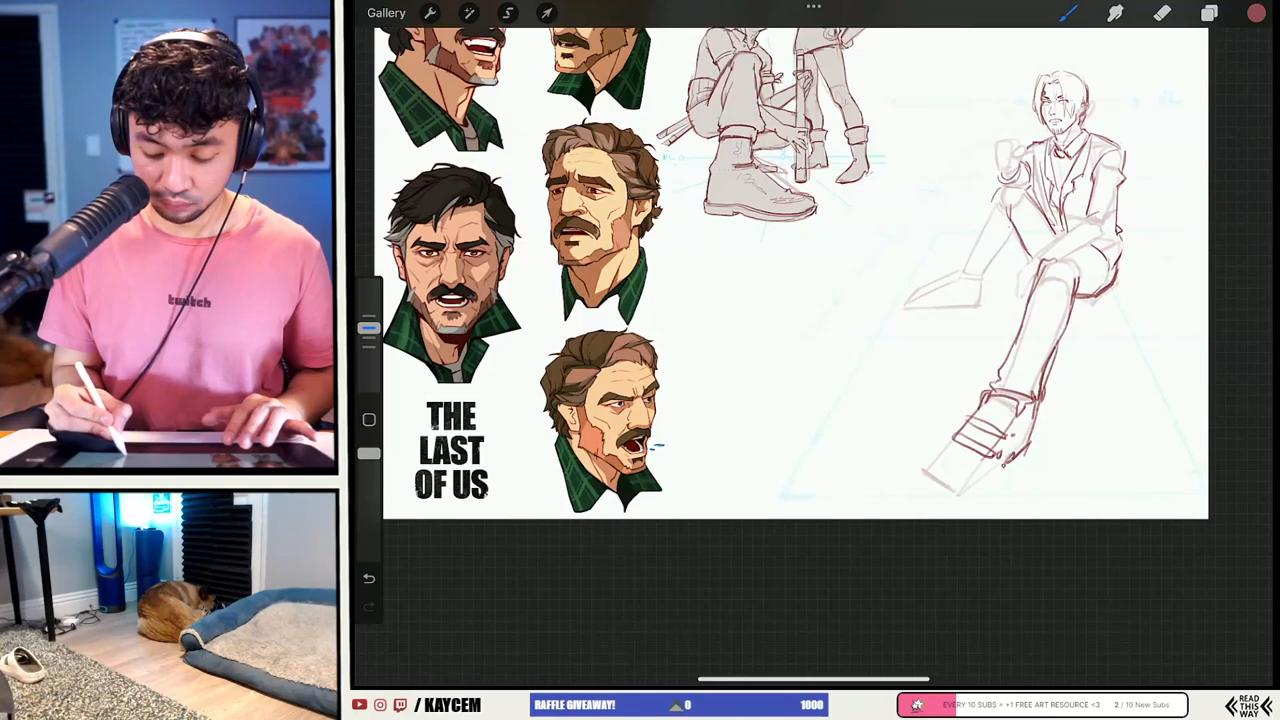 Gallery
twitch
THE
LAST
OF US
/ KAYCEM
RAFFLE GIVEAWAY!
0
1000
EVERY 10 SUBS = +1 FREE ART RESOURCE <3
2 / 10 New Subs
READ
THIS
WAY